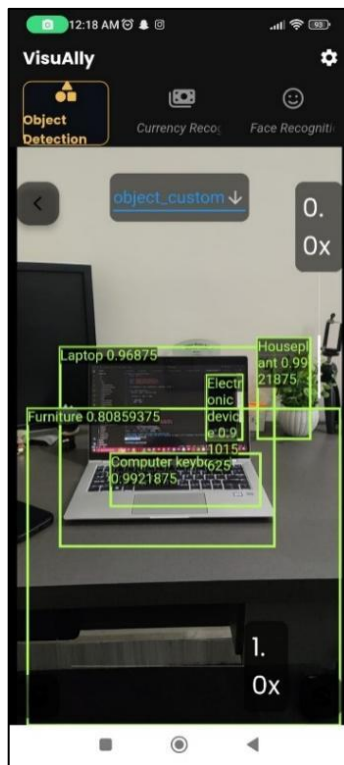 12:18 AM
93
VisuAlly
Object
Detection
Currency Recog
Face Recogniti
object_custom
0.
0x
Laptop 0.96875
Housepl
ant 0.99
21875
Electr
onic
devic
e 0.9
1015
625
Furniture 0.80859375
Computer keyb
0.9921875
1.
0x